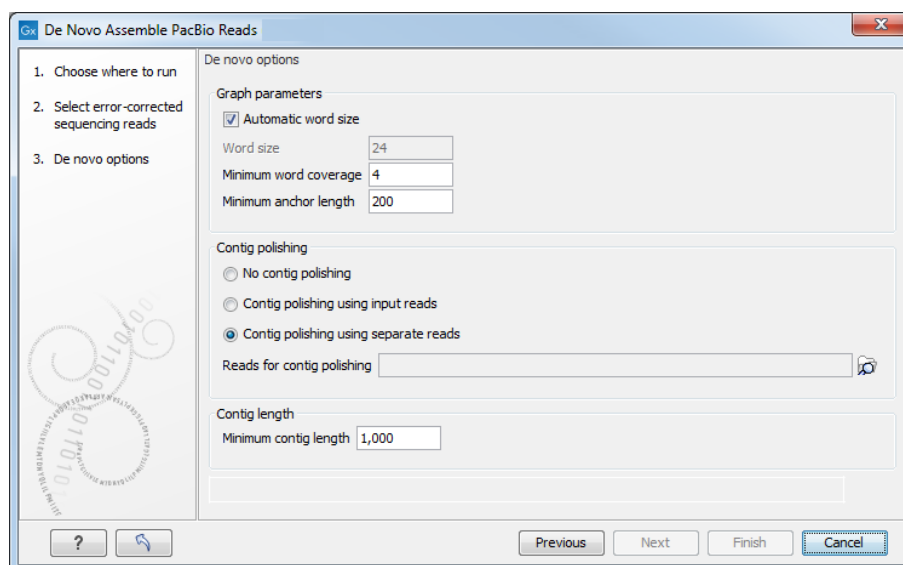 Gx De Novo Assemble PacBio Reads
1. Choose where to run
2. Select error-corrected
sequencing reads
3. De novo options
De novo options
Graph parameters
Automatic word size
Word size 24
Minimum word coverage 4
Minimum anchor length 200
Contig polishing
No contig polishing
Contig polishing using input reads
Contig polishing using separate reads
Reads for contig polishing
Contig length
Minimum contig length 1,000
? Previous Next Finish Cancel